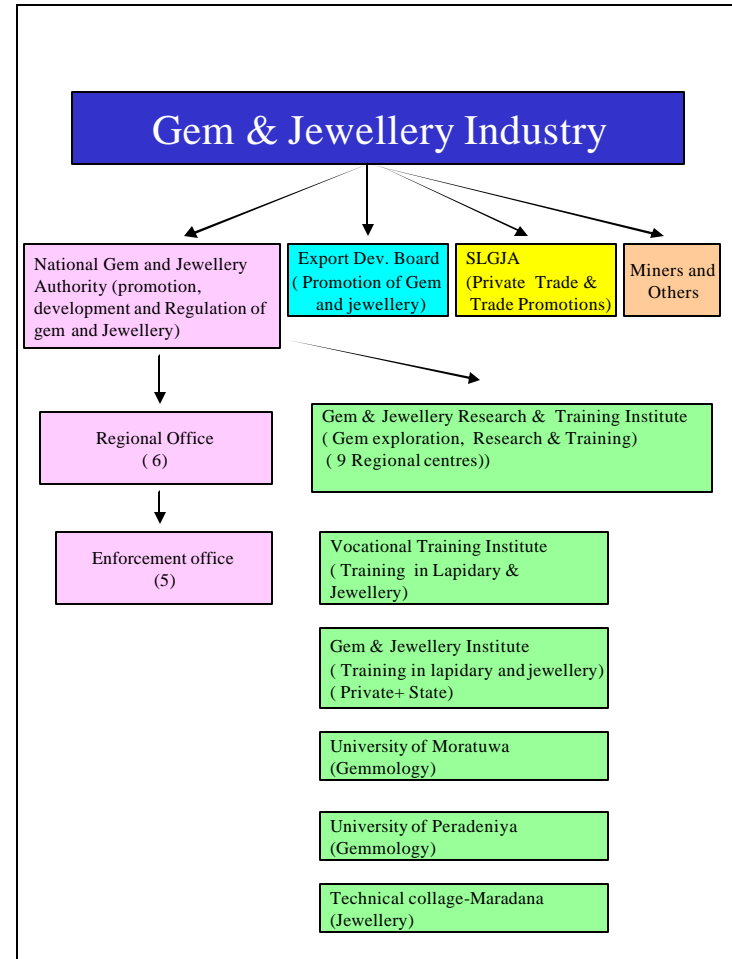 Gem & Jewellery Industry
National Gem and Jewellery
Authority (promotion,
development and Regulation of
gem and Jewellery)
Export Dev. Board
( Promotion of Gem
and jewellery)
SLGJA
(Private Trade &
Trade Promotions)
Miners and
Others
Regional Office
( 6)
Gem & Jewellery Research & Training Institute
( Gem exploration, Research & Training)
( 9 Regional centres))
Enforcement office
(5)
Vocational Training Institute
( Training in Lapidary &
Jewellery)
Gem & Jewellery Institute
( Training in lapidary and jewellery)
( Private+ State)
University of Moratuwa
(Gemmology)
University of Peradeniya
(Gemmology)
Technical collage-Maradana
(Jewellery)